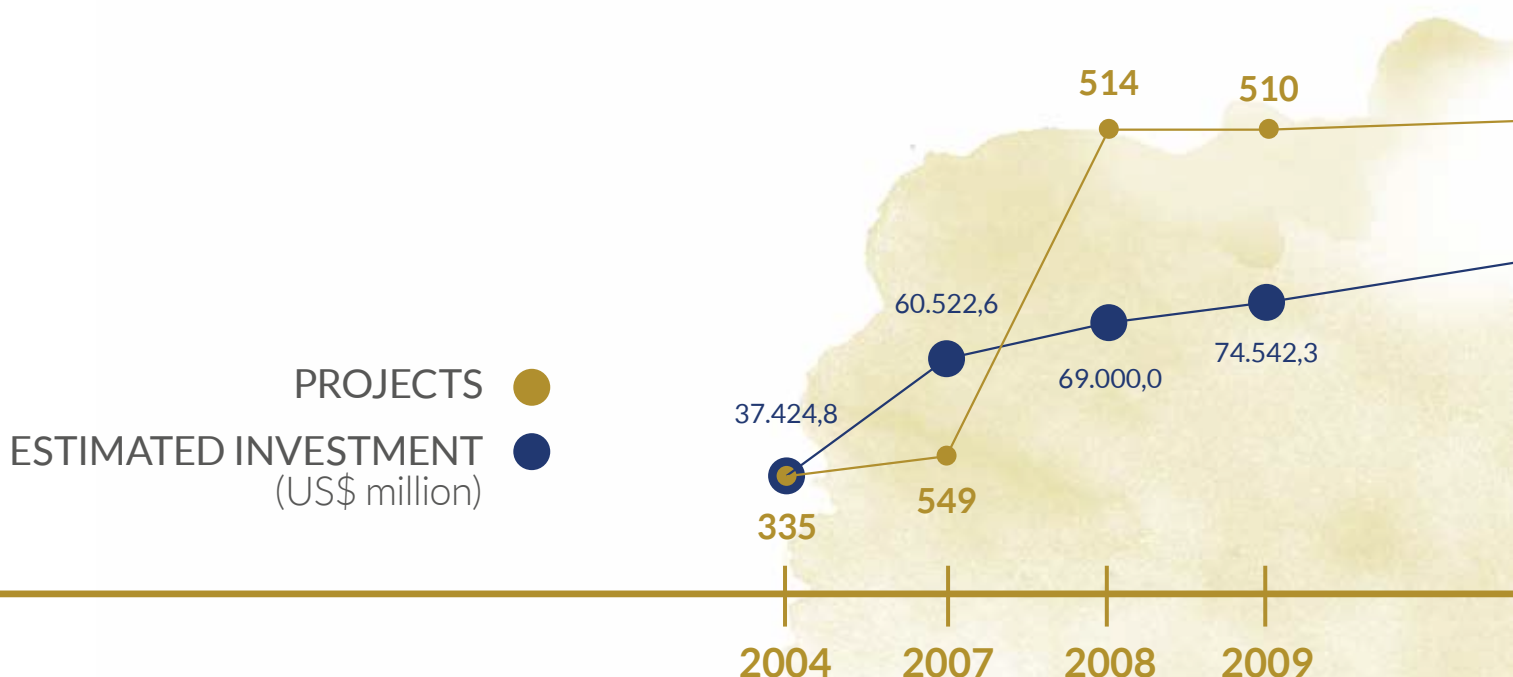 514
510
60.522,6
74.542,3
69.000,0
PROJECTS
37.424,8
ESTIMATED INVESTMENT
(US$ million)
549
335
2004 2007 2008 2009